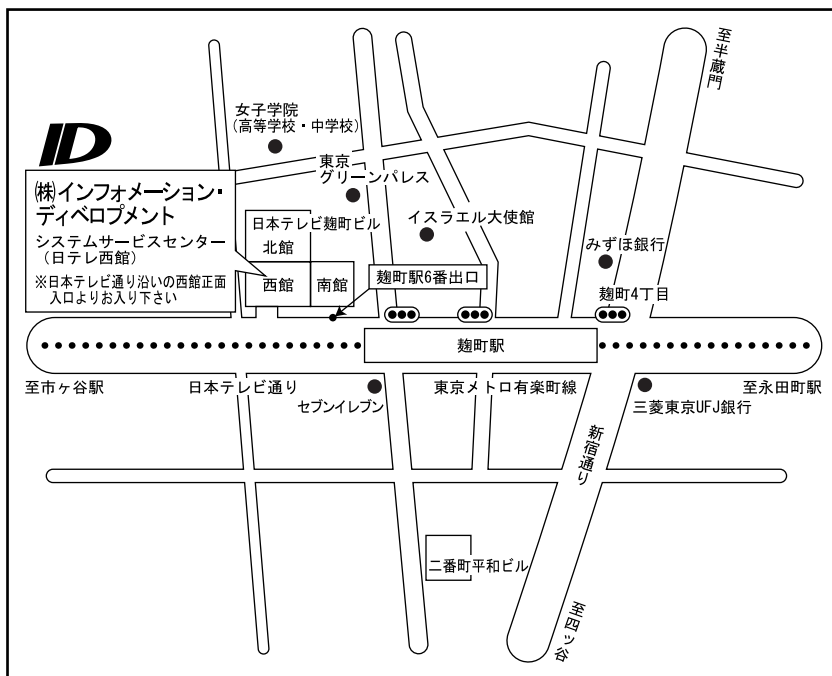 至半蔵門
女子学院
(高等学校・中学校)
ID
東京
グリーンパレス
㈱インフォメーション・
ディベロプメント
システムサービスセンター
(日テレ西館)
※日本テレビ通り沿いの西館正面
入口よりお入り下さい
日本テレビ麹町ビル
北館
西館
南館
イスラエル大使館
みずほ銀行
麹町駅6番出口
麹町4丁目
麹町駅
至市ヶ谷駅
日本テレビ通り
東京メトロ有楽町線
至永田町駅
セブンイレブン
三菱東京UFJ銀行
新宿通り
二番町平和ビル
至四ッ谷